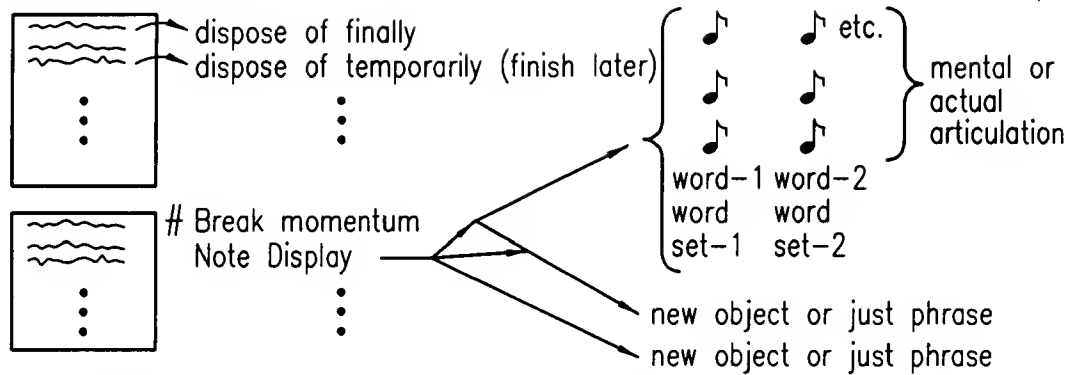 dispose of finally
dispose of temporarily (finish later)
etc.
mental or
actual
articulation
word-1 word-2
word word
set-1 set-2
# Break momentum
Note Display
new object or just phrase
new object or just phrase